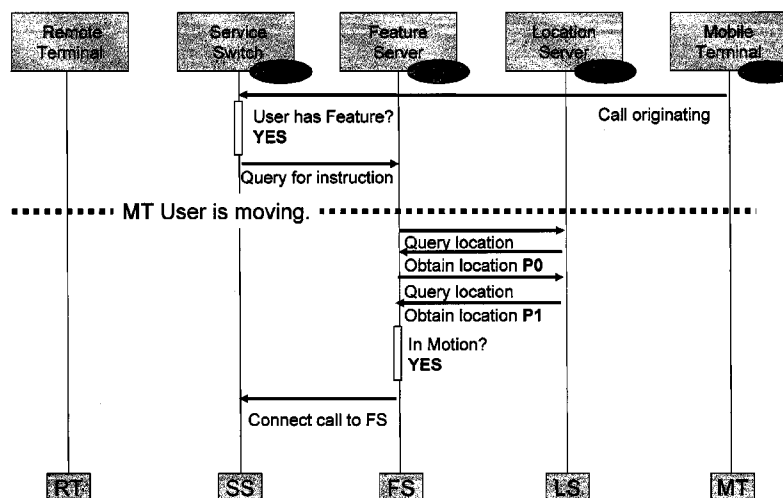 Remote
Terminal
Service
Switch
Feature
Server
Location
Server
Mobile
Terminal
User has Feature?
YES
Call originating
Query for instruction
MT User is moving.
Query location
Obtain location P0
Query location
Obtain location P1
In Motion?
YES
Connect call to FS
RT
SS
FS
LS
MT